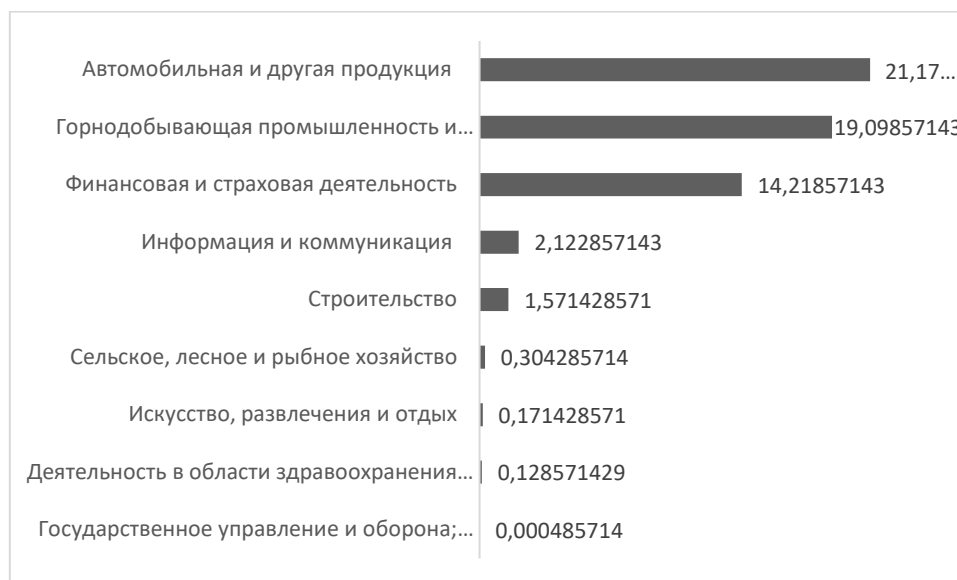 Автомобильная и другая продукция 21,17...
Горнодобывающая промышленность и... 19,09857143
Финансовая и страховая деятельность 14,21857143
Информация и коммуникация 2,122857143
Строительство 1,571428571
Сельское, лесное и рыбное хозяйство 0,304285714
Искусство, развлечения и отдых 0,171428571
Деятельность в области здравоохранения... 0,128571429
Государственное управление и оборона;... 0,000485714